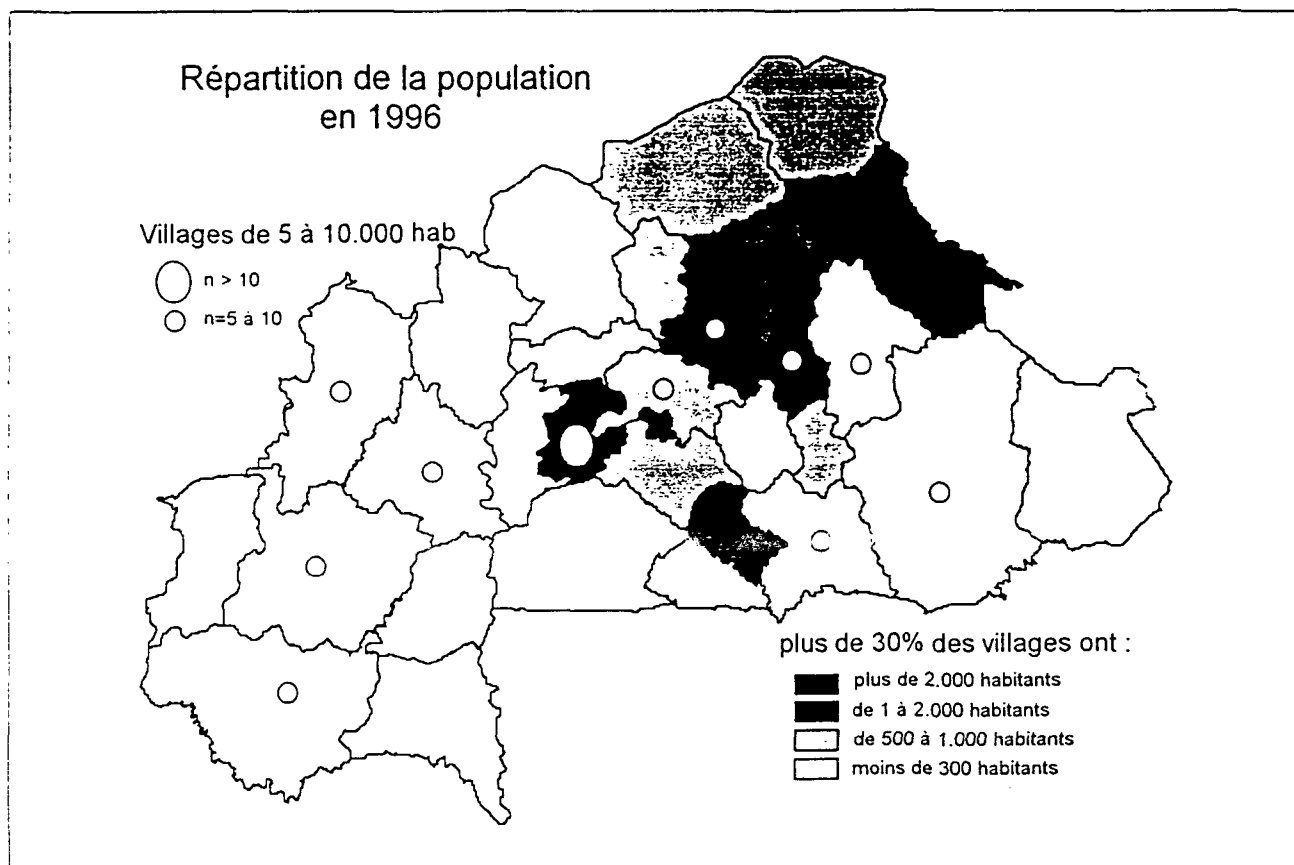 Répartition de la population
en 1996
Villages de 5 à 10.000 hab
n > 10
n=5 à 10
plus de 30% des villages ont :
plus de 2.000 habitants
de 1 à 2.000 habitants
de 500 à 1.000 habitants
moins de 300 habitants